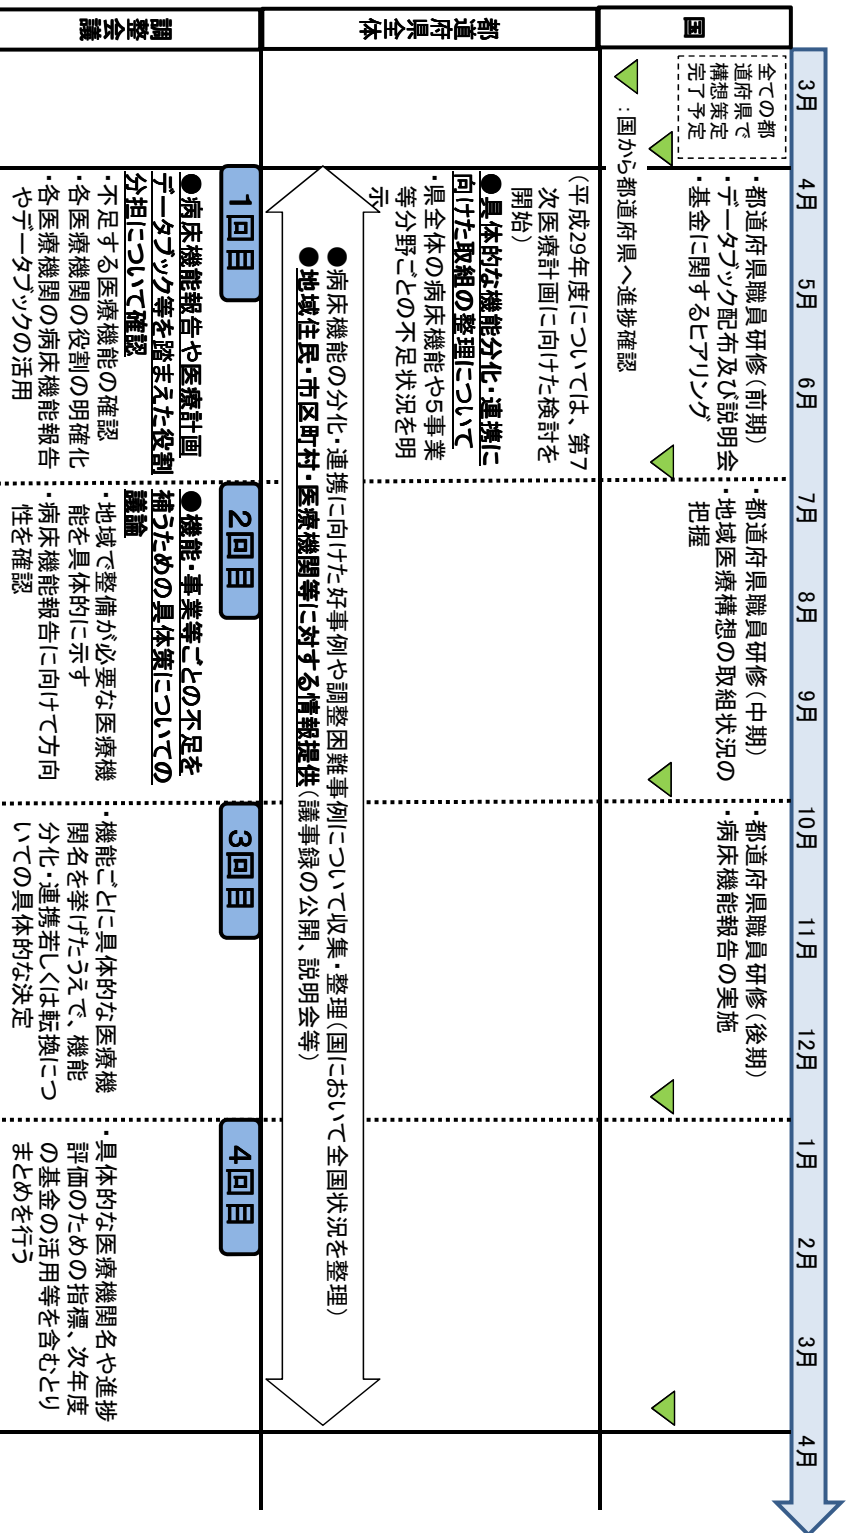 3月
4月
5月
6月
7月
8月
9月
10月
11月
12月
1月
2月
3月
4月
国
全ての都
道府県で
構想策定
完了予定
：国から都道府県へ進捗確認
・都道府県職員研修（前期）
・データブック配布及び説明会
・基金に関するヒアリング
・都道府県職員研修（中期）
・地域医療構想の取組状況の
把握
・都道府県職員研修（後期）
・病床機能報告の実施
都道府県全
体
（平成29年度については、第7
次医療計画に向けた検討を
開始）
●具体的な機能分化・連携に
向けた取組の整理について
・県全体の病床機能や5事業
等分野ごとの不足状況を明
示
●病床機能の分化・連携に向けた好事例や調整困難事例について収集・整理（国において全国状況を整理）
●地域住民・市区町村・医療機関等に対する情報提供（議事録の公開、説明会等）
調
整会
議
1回目
●病床機能報告や医療計画
データブック等を踏まえた役割
分担について確認
・不足する医療機能の確認
・各医療機関の役割の明確化
・各医療機関の病床機能報告
やデータブックの活用
2回目
●機能・事業等ごとの不足を
補うための具体策についての
議論
・地域で整備が必要な医療機
能を具体的に示す
・病床機能報告に向けて方向
性を確認
3回目
・機能ごとに具体的な医療機
関名を挙げたうえで、機能
分化・連携若しくは転換につ
いての具体的な決定
4回目
・具体的な医療機関名や進捗
評価のための指標、次年度
の基金の活用等を含むとり
まとめを行う